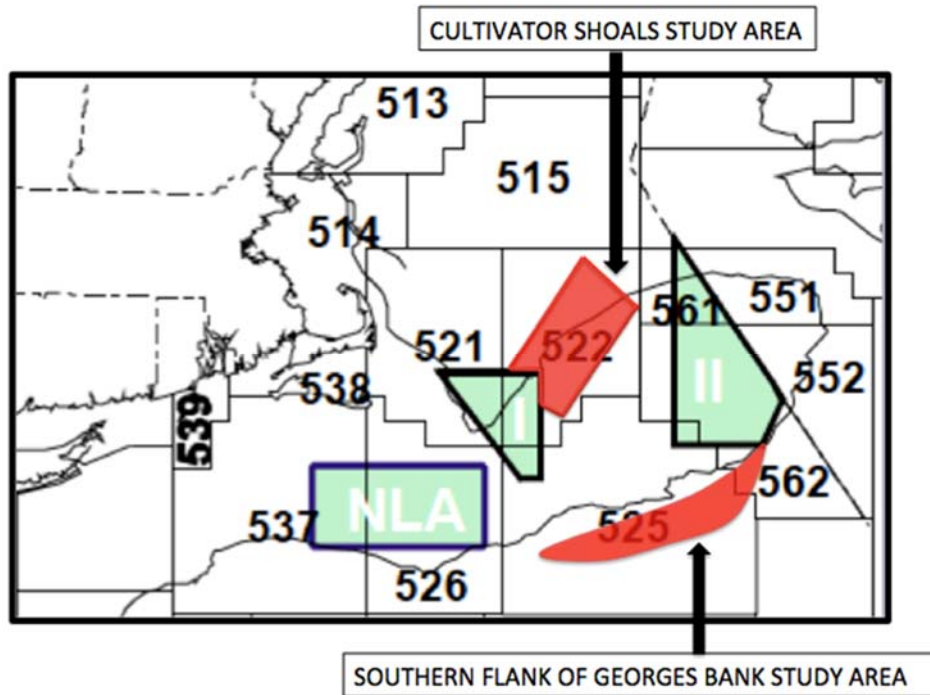 CULTIVATOR SHOALS STUDY AREA
513
515
514
551
561
521
522
552
II
538
539
I
562
NLA
537
525
526
SOUTHERN FLANK OF GEORGES BANK STUDY AREA